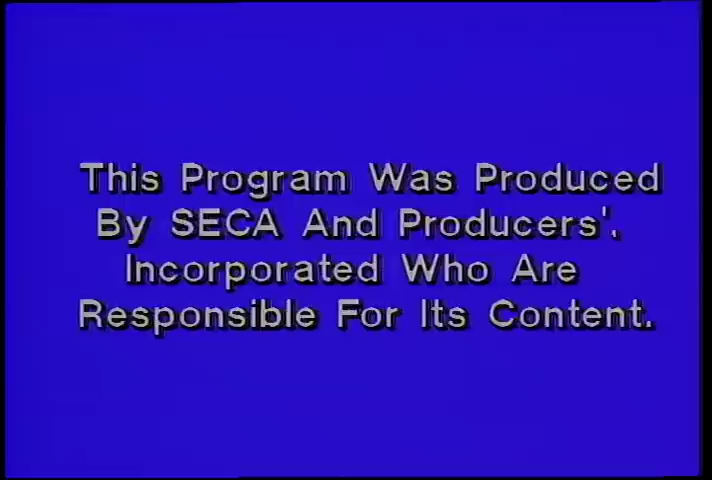 This Program Was Produced
By SECA And Producers',
Incorporated Who Are
Responsible For Its Content.